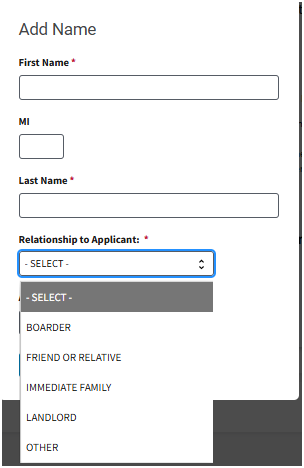 Add Name
First Name *
MI
Last Name *
Relationship to Applicant: *
- SELECT -
- SELECT -
BOARDER
FRIEND OR RELATIVE
IMMEDIATE FAMILY
LANDLORD
OTHER